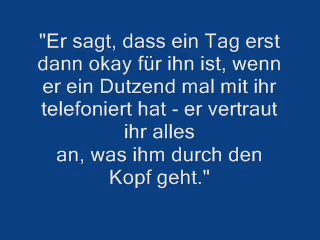 "Er sagt, dass ein Tag erst
dann okay für ihn ist, wenn
er ein Dutzend mal mit ihr
telefoniert hat - er vertraut
ihr alles
an, was ihm durch den
Kopf geht."